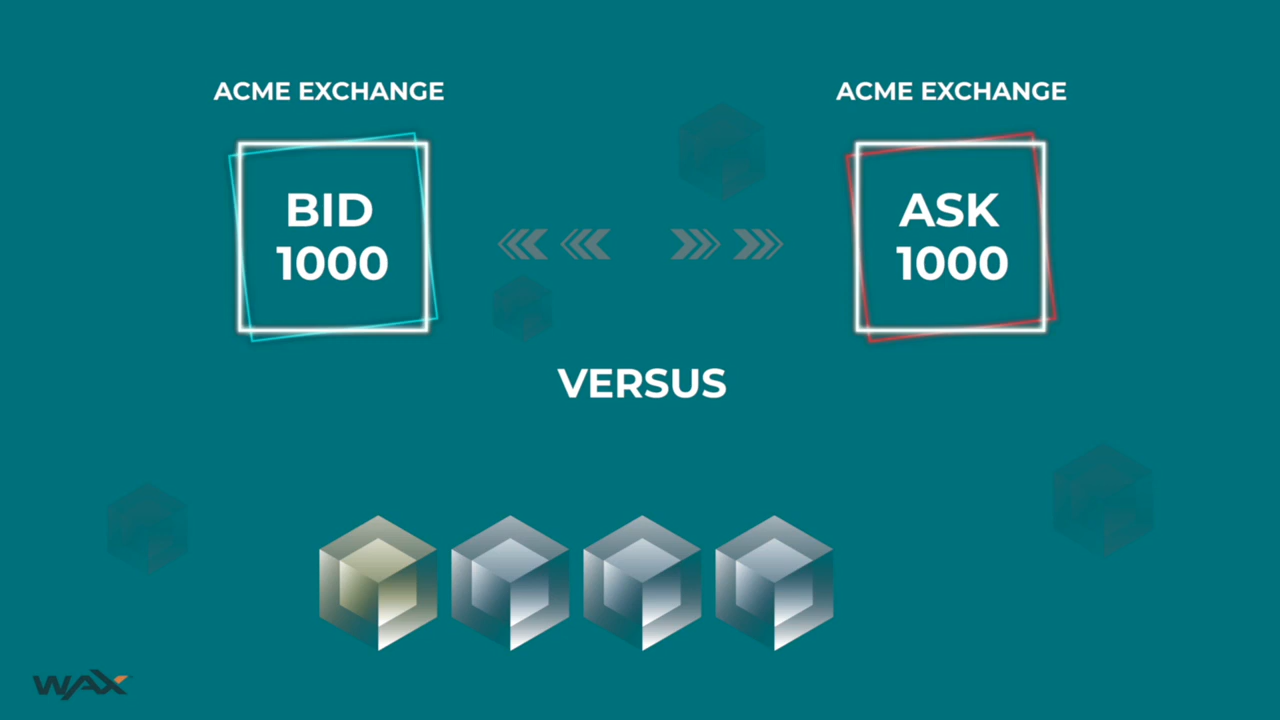 ACME EXCHANGE
BID
1000
ACME EXCHANGE
ASK
1000
VERSUS
WAX